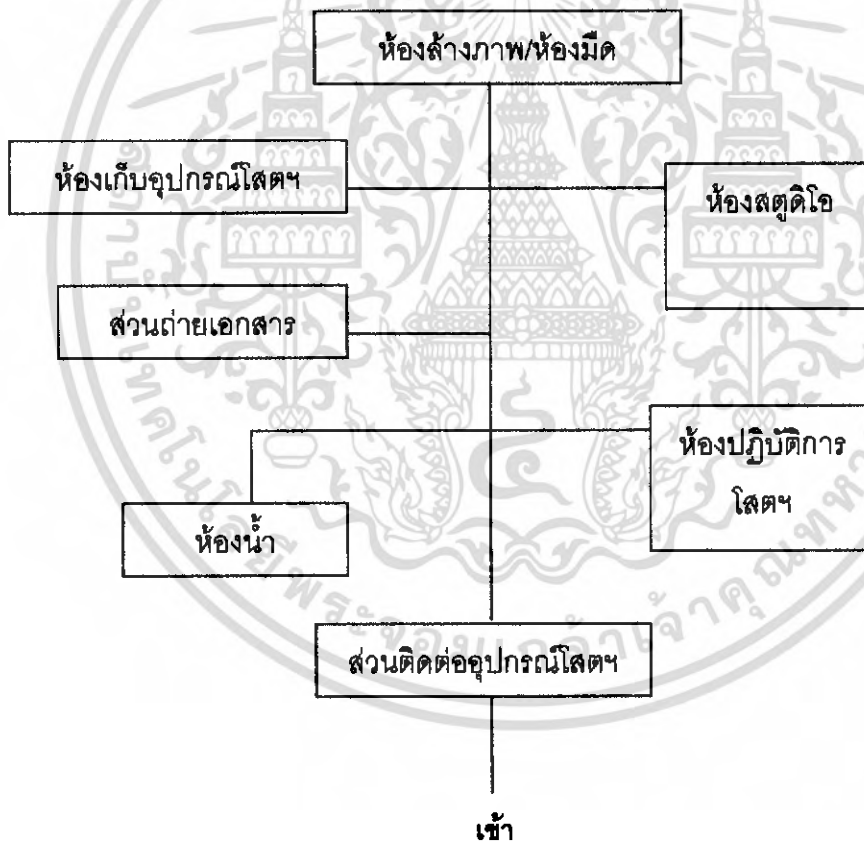 ห้องล้างภาพ/ห้องมืด
ห้องเก็บอุปกรณ์โสตฯ
ห้องสตูดิโอ
ส่วนถ่ายเอกสาร
ห้องปฏิบัติการ
โสตฯ
ห้องน้ำ
ส่วนติดต่ออุปกรณ์โสตฯ
เข้า